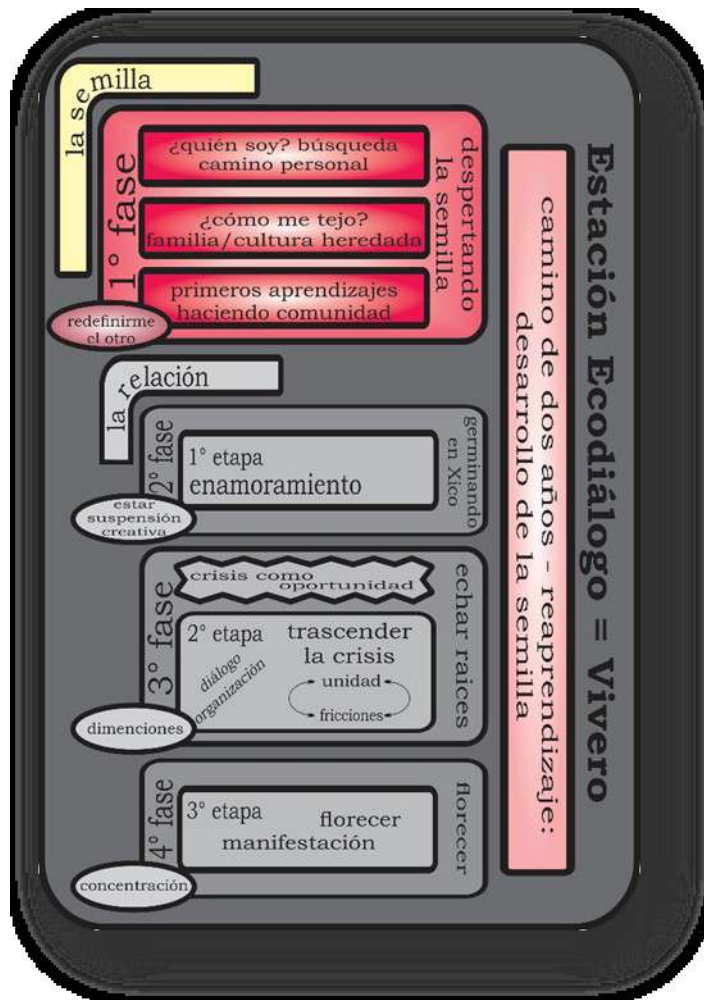 Estación Ecodiálogo = Vivero
camino de dos años - reaprendizaje:
desarrollo de la semilla
la semilla
1° fase
despertando
la semilla
¿quién soy? búsqueda
camino personal
¿cómo me tejo?
familia/cultura heredada
primeros aprendizajes
haciendo comunidad
redefinirme
el otro
la relación
2° fase
germinando
en Xico
1° etapa
enamoramiento
estar
suspensión
creativa
3° fase
echar raices
crisis como
oportunidad
2° etapa
diálogo
organización
trascender
la crisis
unidad
fricciones
dimenciones
4° fase
florecer
3° etapa
florecer
manifestación
concentración